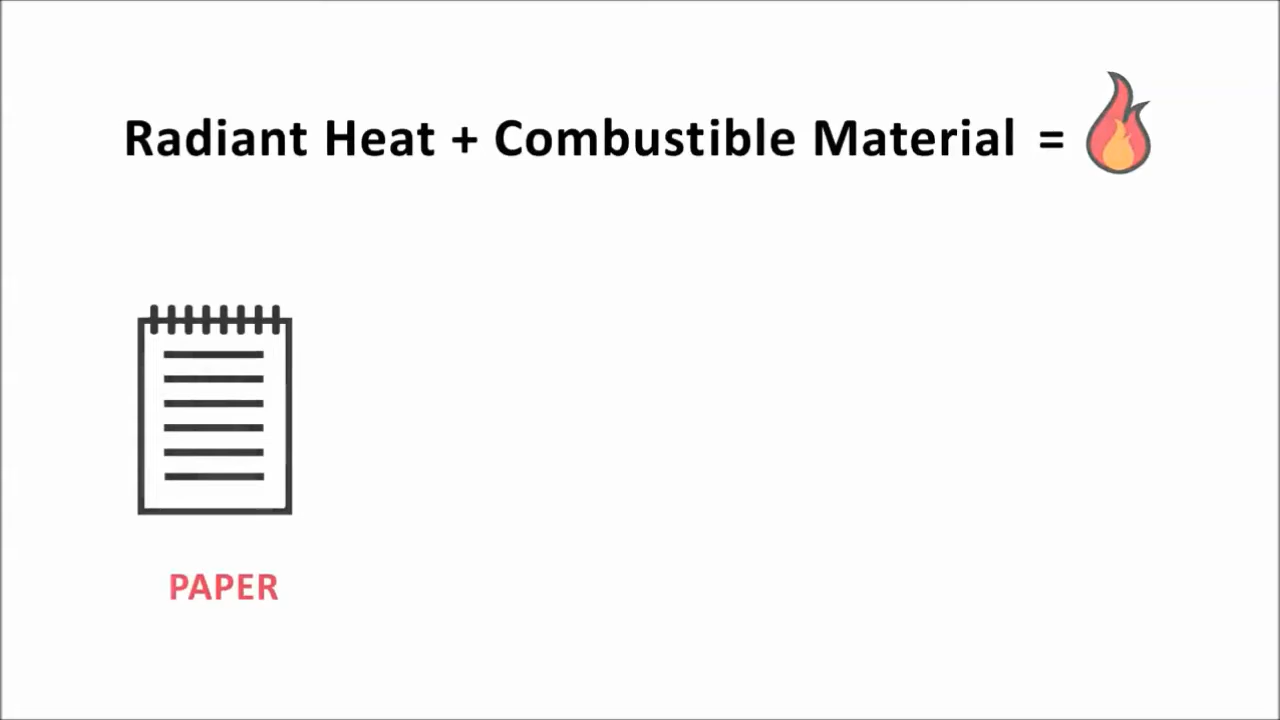 Radiant Heat + Combustible Material =
PAPER